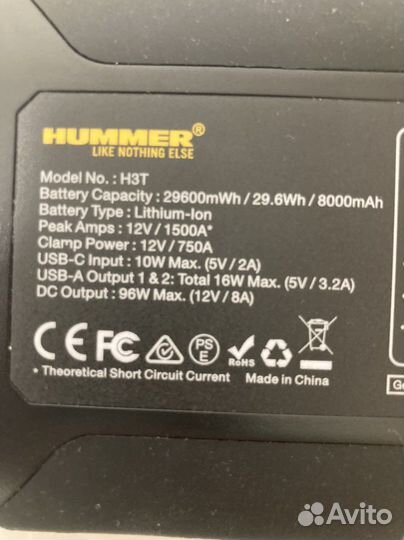 HUMMER®
LIKE NOTHING ELSE
Model No. : H3T
Battery Capacity : 29600mWh / 29.6Wh / 8000mAh
Battery Type : Lithium-Ion
Peak Amps : 12V / 1500A*
Clamp Power : 12V / 750A
USB-C Input : 10W Max. (5V / 2A)
USB-A Output 1 & 2: Total 16W Max. (5V / 3.2A)
DC Output : 96W Max. (12V / 8A)
CE FC PS E RoHS
* Theoretical Short Circuit Current Made in China
Ge
Avito